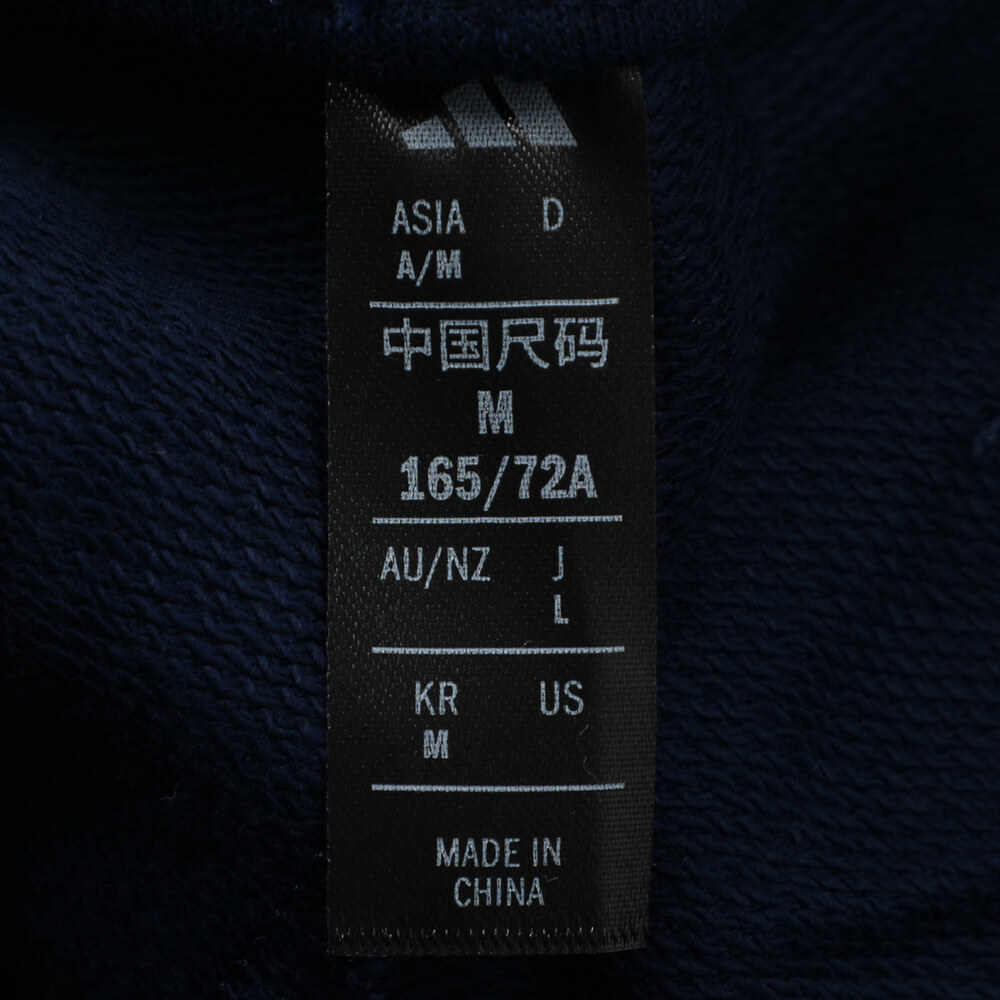 ASIA D
A/M
中国尺码
M
165/72A
AU/NZ J
L
KR US
M
MADE IN
CHINA